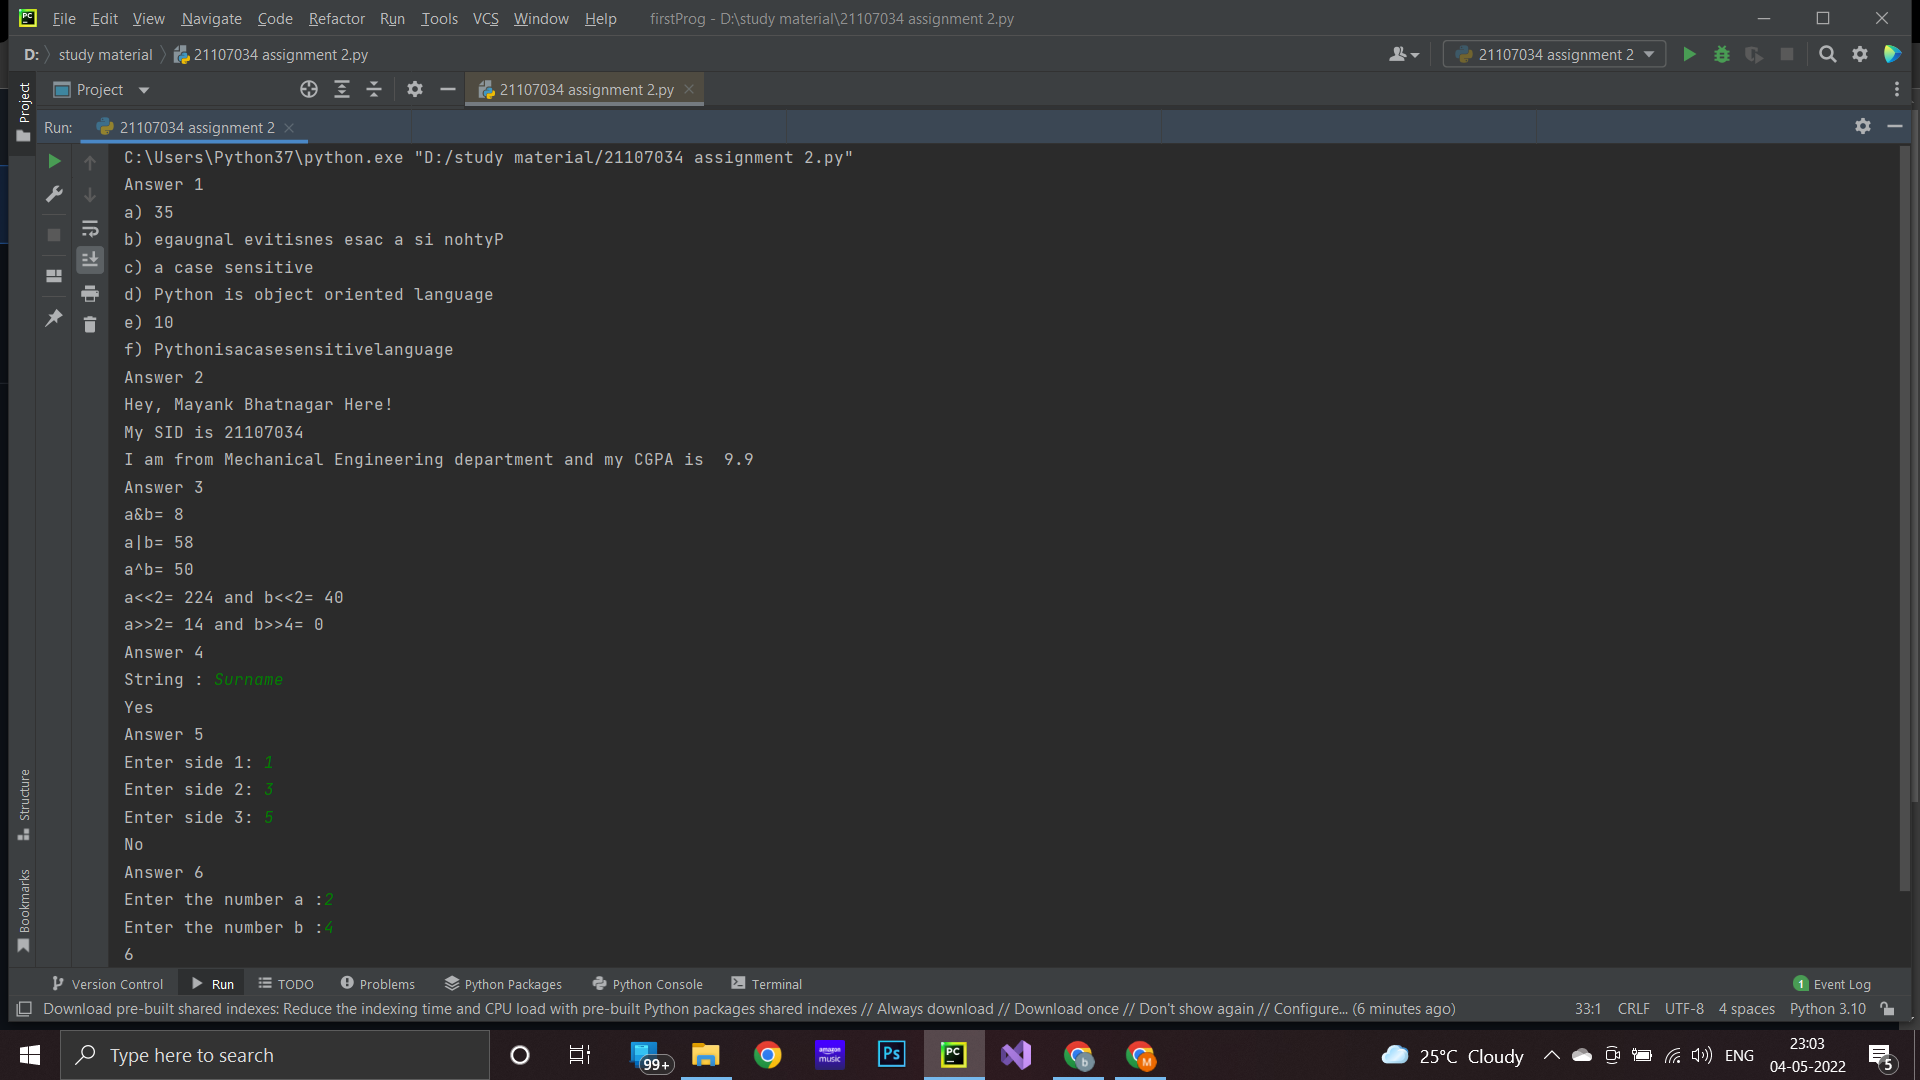 PC File Edit View Navigate Code Refactor Run Tools VCS Window Help firstProg - D:\study material\21107034 assignment 2.py
D: study material 21107034 assignment 2.py 21107034 assignment 2
Project 21107034 assignment 2.py
Project
Run: 21107034 assignment 2
C:\Users\Python37\python.exe "D:/study material/21107034 assignment 2.py"
Answer 1
a) 35
b) egaugnal evitisnes esac a si nohtyP
c) a case sensitive
d) Python is object oriented language
e) 10
f) Pythonisacasesensitivelanguage
Answer 2
Hey, Mayank Bhatnagar Here!
My SID is 21107034
I am from Mechanical Engineering department and my CGPA is  9.9
Answer 3
a&b= 8
a|b= 58
a^b= 50
a<<2= 224 and b<<2= 40
a>>2= 14 and b>>4= 0
Answer 4
String : Surname
Yes
Answer 5
Enter side 1: 1
Enter side 2: 3
Enter side 3: 5
No
Answer 6
Enter the number a :2
Enter the number b :4
6
Structure
Bookmarks
Version Control Run TODO Problems Python Packages Python Console Terminal 1 Event Log
Download pre-built shared indexes: Reduce the indexing time and CPU load with pre-built Python packages shared indexes // Always download // Download once // Don't show again // Configure... (6 minutes ago) 33:1 CRLF UTF-8 4 spaces Python 3.10
Type here to search 99+ amazon music Ps PC b M 25°C Cloudy ENG 23:03
04-05-2022 5